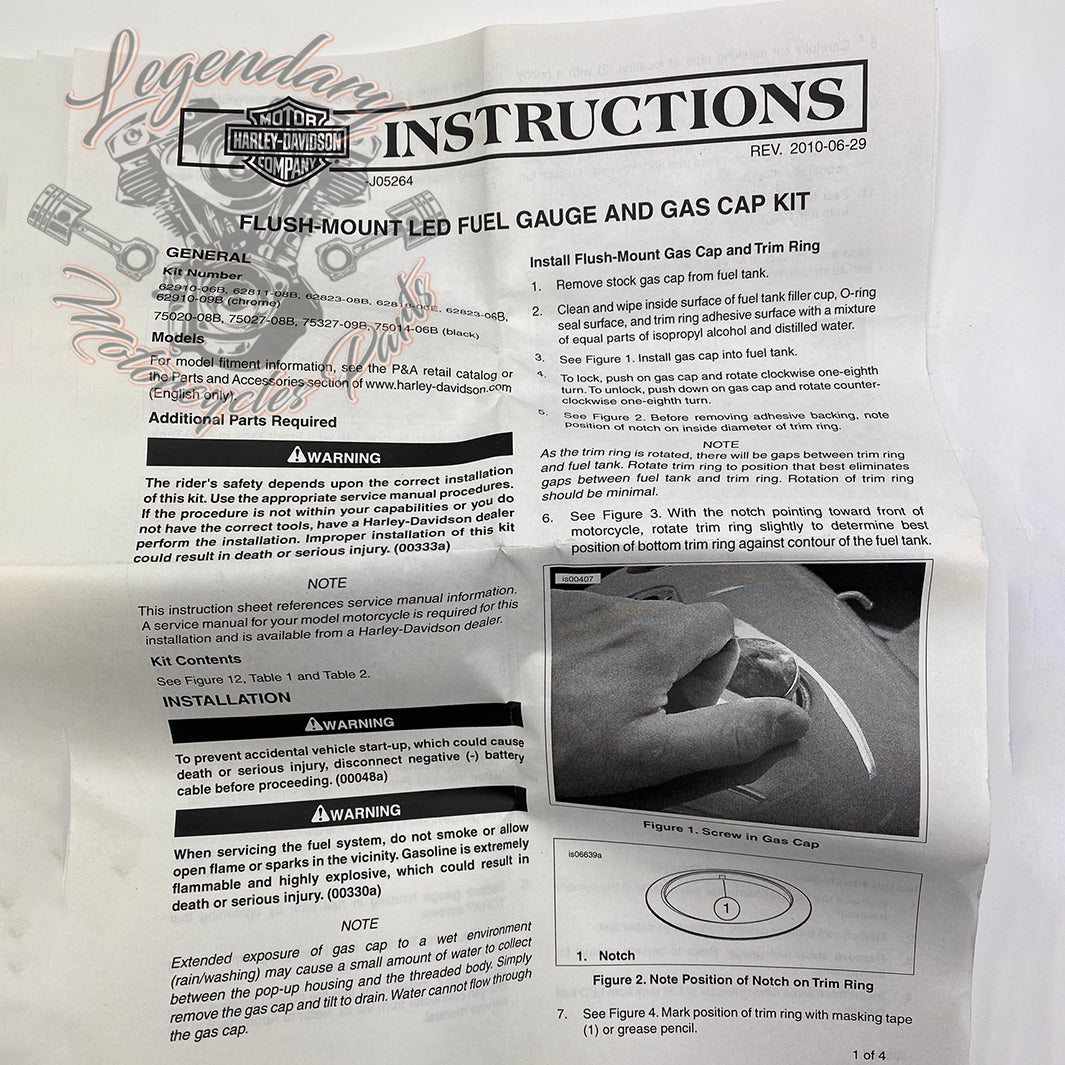 Legendary
Motorcycles Parts
MOTOR
HARLEY-DAVIDSON
COMPANY
INSTRUCTIONS
-J05264
REV. 2010-06-29
FLUSH-MOUNT LED FUEL GAUGE AND GAS CAP KIT
GENERAL
Kit Number
62910-06B, 62811-08B, 62823-08B, 62823-06B,
62910-09B (chrome)
75020-08B, 75027-08B, 75327-09B, 75014-06B (black)
Models
For model fitment information, see the P&A retail catalog or
the Parts and Accessories section of www.harley-davidson.com
(English only).
Additional Parts Required
⚠WARNING
The rider's safety depends upon the correct installation
of this kit. Use the appropriate service manual procedures.
If the procedure is not within your capabilities or you do
not have the correct tools, have a Harley-Davidson dealer
perform the installation. Improper installation of this kit
could result in death or serious injury. (00333a)
NOTE
This instruction sheet references service manual information.
A service manual for your model motorcycle is required for this
installation and is available from a Harley-Davidson dealer.
Kit Contents
See Figure 12, Table 1 and Table 2.
INSTALLATION
⚠WARNING
To prevent accidental vehicle start-up, which could cause
death or serious injury, disconnect negative (-) battery
cable before proceeding. (00048a)
⚠WARNING
When servicing the fuel system, do not smoke or allow
open flame or sparks in the vicinity. Gasoline is extremely
flammable and highly explosive, which could result in
death or serious injury. (00330a)
NOTE
Extended exposure of gas cap to a wet environment
(rain/washing) may cause a small amount of water to collect
between the pop-up housing and the threaded body. Simply
remove the gas cap and tilt to drain. Water cannot flow through
the gas cap.
Install Flush-Mount Gas Cap and Trim Ring
1. Remove stock gas cap from fuel tank.
2. Clean and wipe inside surface of fuel tank filler cup, O-ring
seal surface, and trim ring adhesive surface with a mixture
of equal parts of isopropyl alcohol and distilled water.
3. See Figure 1. Install gas cap into fuel tank.
4. To lock, push on gas cap and rotate clockwise one-eighth
turn. To unlock, push down on gas cap and rotate counter-
clockwise one-eighth turn.
5. See Figure 2. Before removing adhesive backing, note
position of notch on inside diameter of trim ring.
NOTE
As the trim ring is rotated, there will be gaps between trim ring
and fuel tank. Rotate trim ring to position that best eliminates
gaps between fuel tank and trim ring. Rotation of trim ring
should be minimal.
6. See Figure 3. With the notch pointing toward front of
motorcycle, rotate trim ring slightly to determine best
position of bottom trim ring against contour of the fuel tank.
is00407
Figure 1. Screw in Gas Cap
is06639a
1
1. Notch
Figure 2. Note Position of Notch on Trim Ring
7. See Figure 4. Mark position of trim ring with masking tape
(1) or grease pencil.
1 of 4